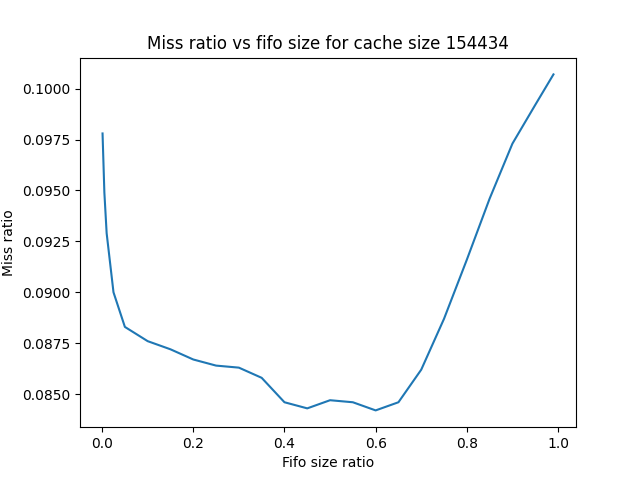 Miss ratio vs fifo size for cache size 154434
0.1000
0.0975
0.0950
0.0925
0.0900
0.0875
0.0850
Miss ratio
0.0 0.2 0.4 0.6 0.8 1.0
Fifo size ratio